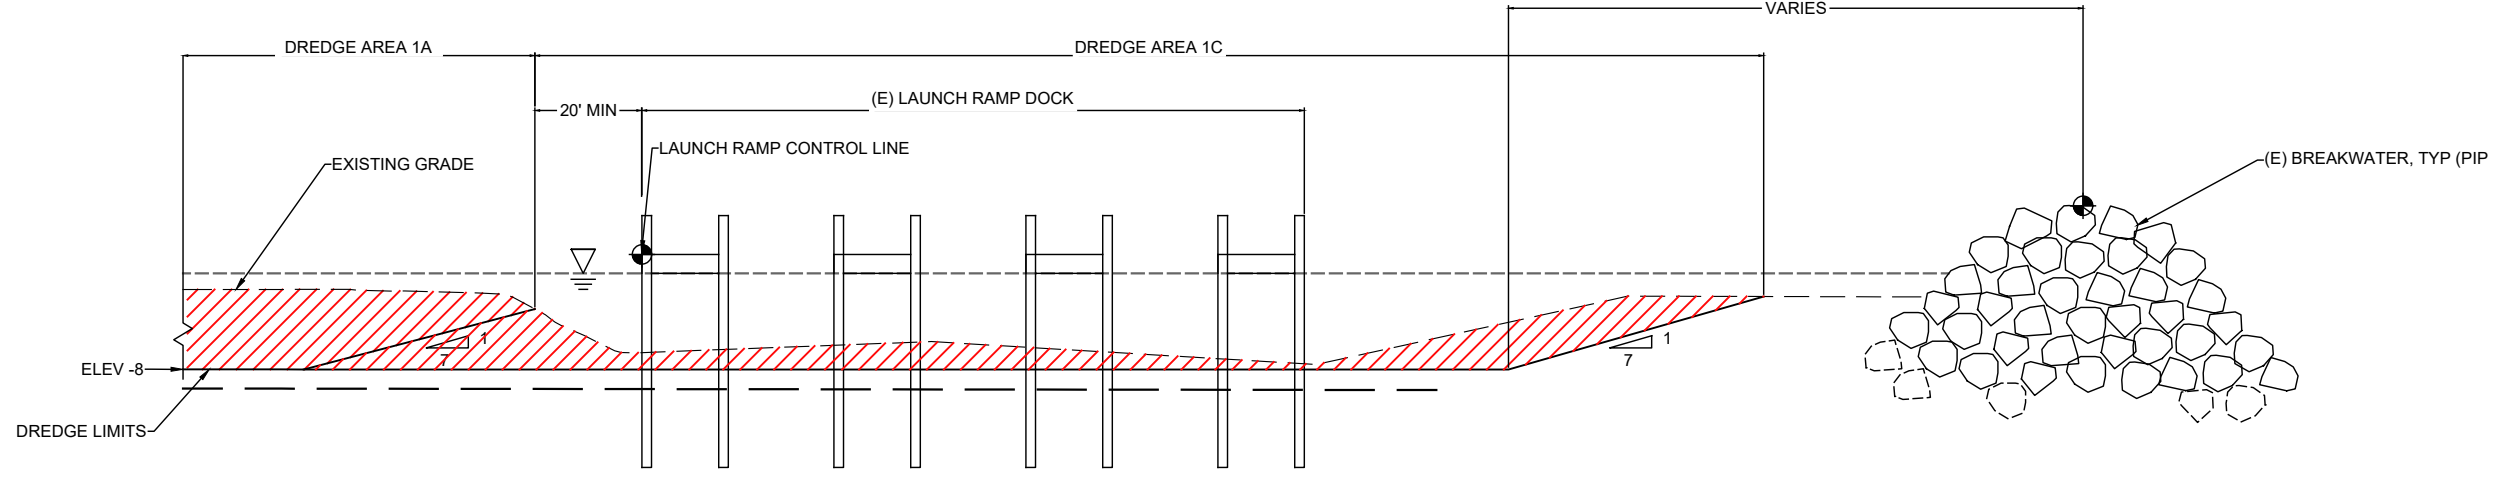 VARIES
DREDGE AREA 1A
DREDGE AREA 1C
20' MIN
(E) LAUNCH RAMP DOCK
LAUNCH RAMP CONTROL LINE
EXISTING GRADE
(E) BREAKWATER, TYP (PIP
1
7
1
7
ELEV -8
DREDGE LIMITS